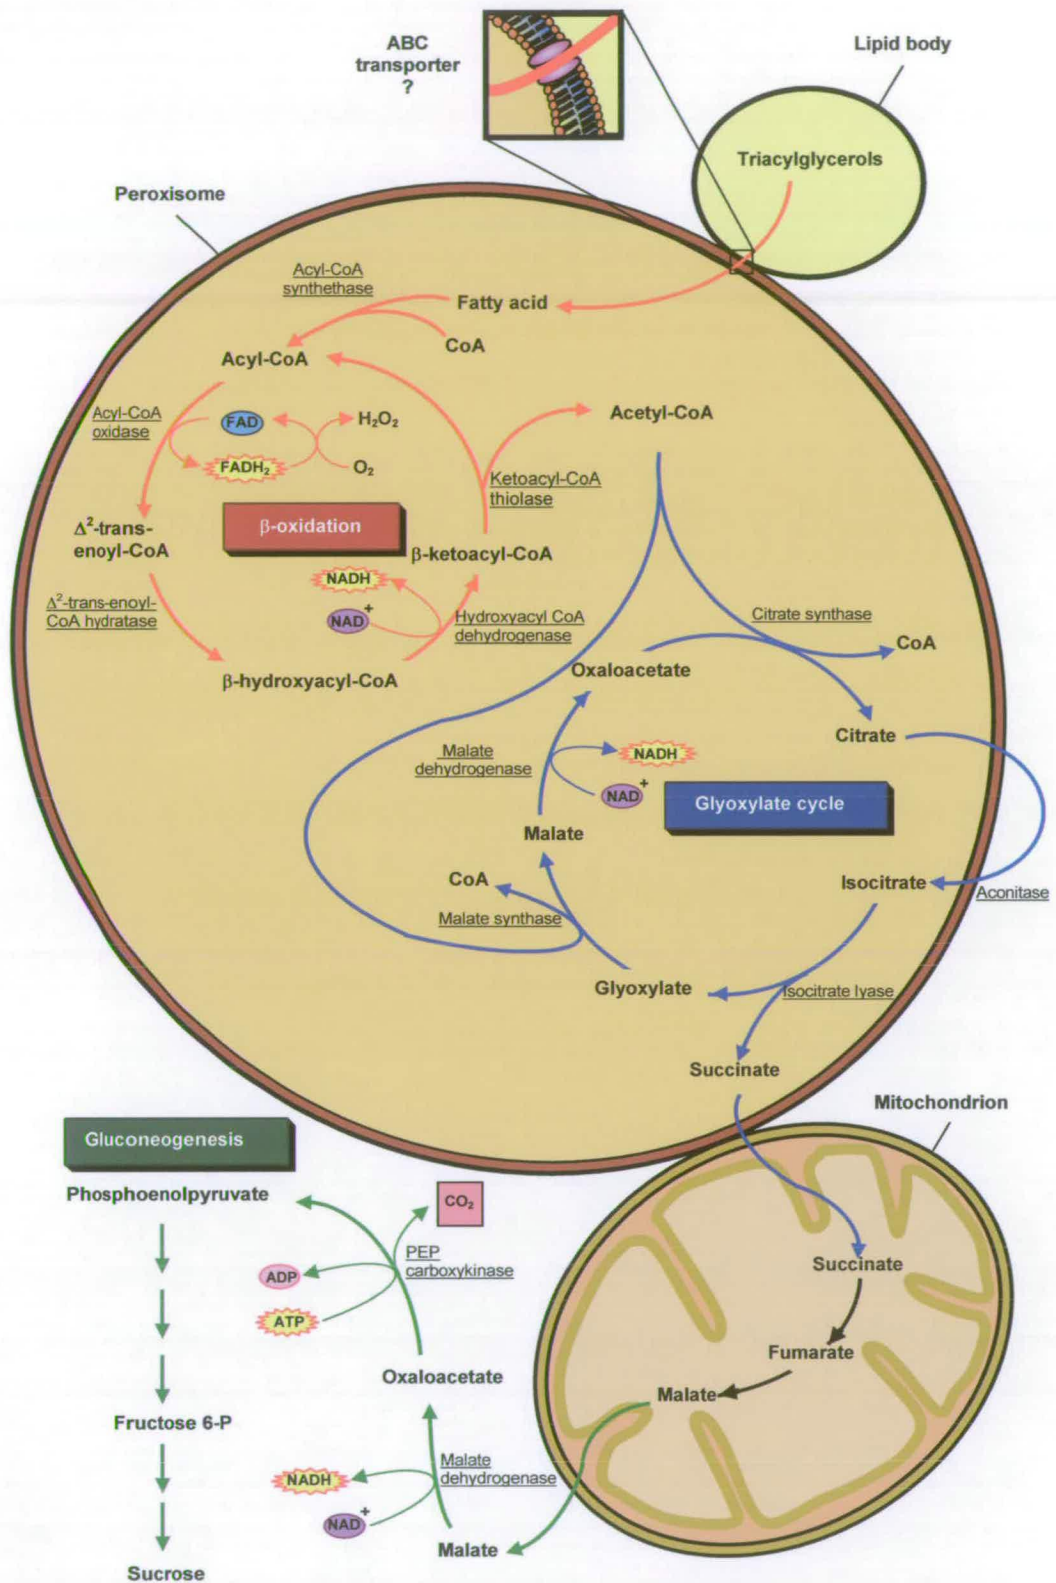 ABC
transporter
?
Lipid body
Triacylglycerols
Peroxisome
Acyl-CoA
synthethase
Fatty acid
CoA
Acyl-CoA
Acetyl-CoA
Acyl-CoA
oxidase
FAD
H₂O₂
FADH₂
O₂
Ketoacyl-CoA
thiolase
β-oxidation
Δ²-trans-
enoyl-CoA
β-ketoacyl-CoA
NADH
NAD⁺
Δ²-trans-enoyl-
CoA hydratase
Hydroxyacyl CoA
dehydrogenase
β-hydroxyacyl-CoA
Citrate synthase
CoA
Oxaloacetate
Citrate
Malate
dehydrogenase
NADH
NAD⁺
Glyoxylate cycle
Malate
CoA
Isocitrate
Aconitase
Malate synthase
Glyoxylate
Isocitrate lyase
Succinate
Mitochondrion
Gluconeogenesis
Phosphoenolpyruvate
CO₂
PEP
carboxykinase
ADP
ATP
Succinate
Fumarate
Malate
Oxaloacetate
Fructose 6-P
Malate
dehydrogenase
NADH
NAD⁺
Malate
Sucrose